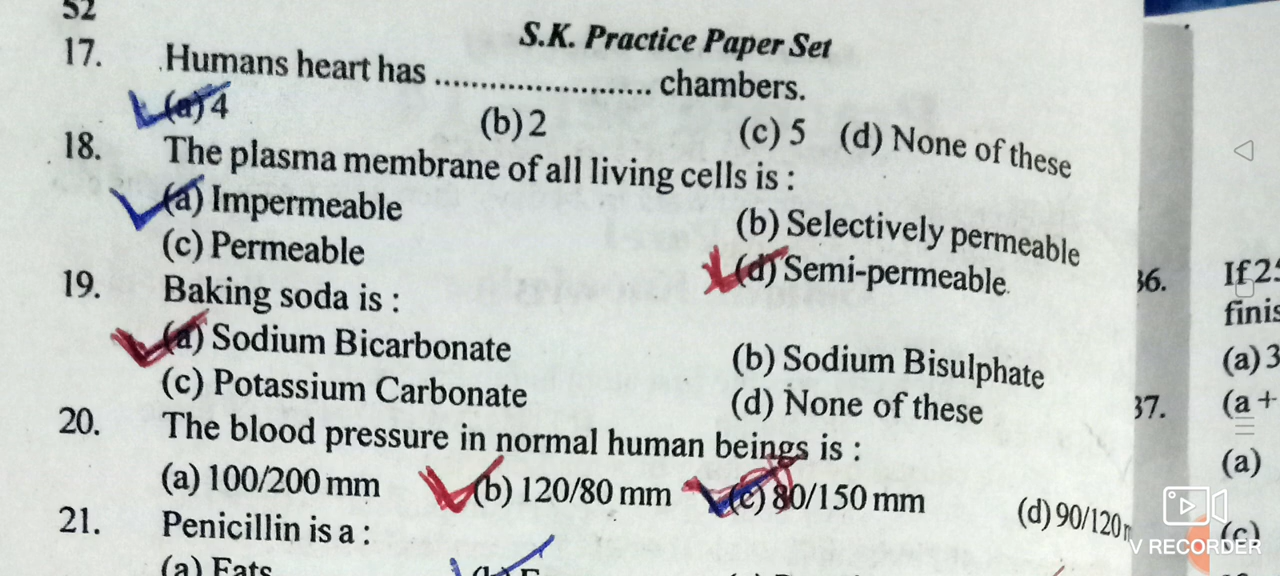 52
S.K. Practice Paper Set
17. Humans heart has ........................ chambers.
(a) 4 (b) 2 (c) 5 (d) None of these
18. The plasma membrane of all living cells is :
(a) Impermeable (b) Selectively permeable
(c) Permeable (d) Semi-permeable
19. Baking soda is :
(a) Sodium Bicarbonate (b) Sodium Bisulphate
(c) Potassium Carbonate (d) None of these
20. The blood pressure in normal human beings is :
(a) 100/200 mm (b) 120/80 mm (c) 80/150 mm (d) 90/120
21. Penicillin is a :
(a) Fats
36. If
(a) 3
37. (a +
(a)
(c)
V RECORDER